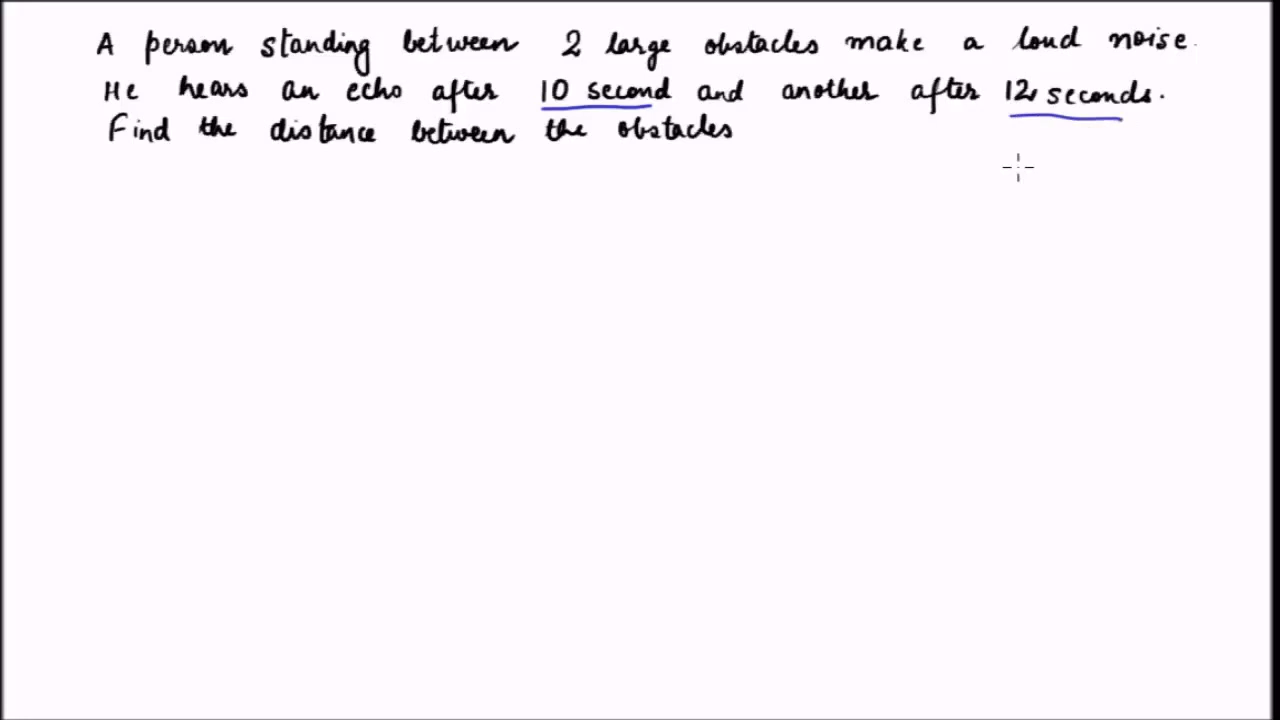 A person standing between 2 large obstacles make a loud noise.
He hears an echo after 10 second and another after 12 seconds.
Find the distance between the obstacles